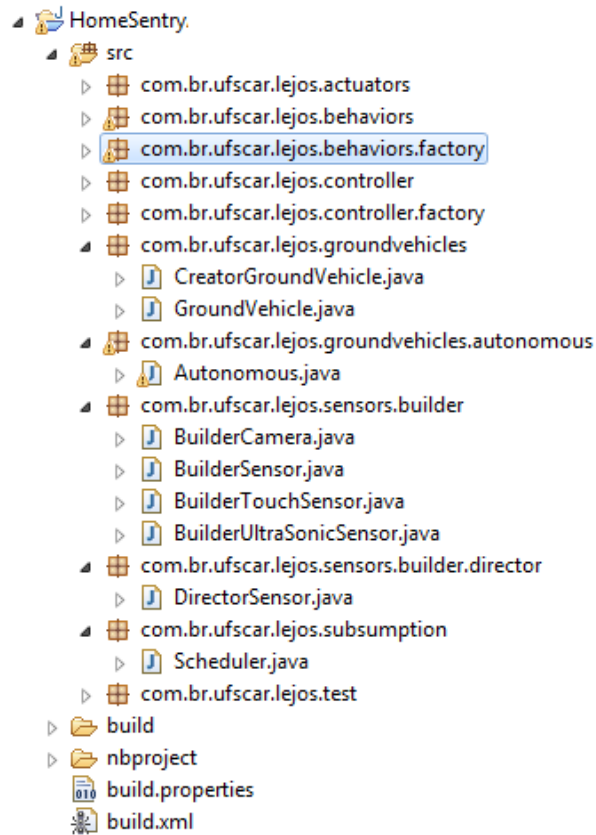 HomeSentry.
src
com.br.ufscar.lejos.actuators
com.br.ufscar.lejos.behaviors
com.br.ufscar.lejos.behaviors.factory
com.br.ufscar.lejos.controller
com.br.ufscar.lejos.controller.factory
com.br.ufscar.lejos.groundvehicles
J CreatorGroundVehicle.java
J GroundVehicle.java
com.br.ufscar.lejos.groundvehicles.autonomous
J Autonomous.java
com.br.ufscar.lejos.sensors.builder
J BuilderCamera.java
J BuilderSensor.java
J BuilderTouchSensor.java
J BuilderUltraSonicSensor.java
com.br.ufscar.lejos.sensors.builder.director
J DirectorSensor.java
com.br.ufscar.lejos.subsumption
J Scheduler.java
com.br.ufscar.lejos.test
build
nbproject
010 build.properties
build.xml